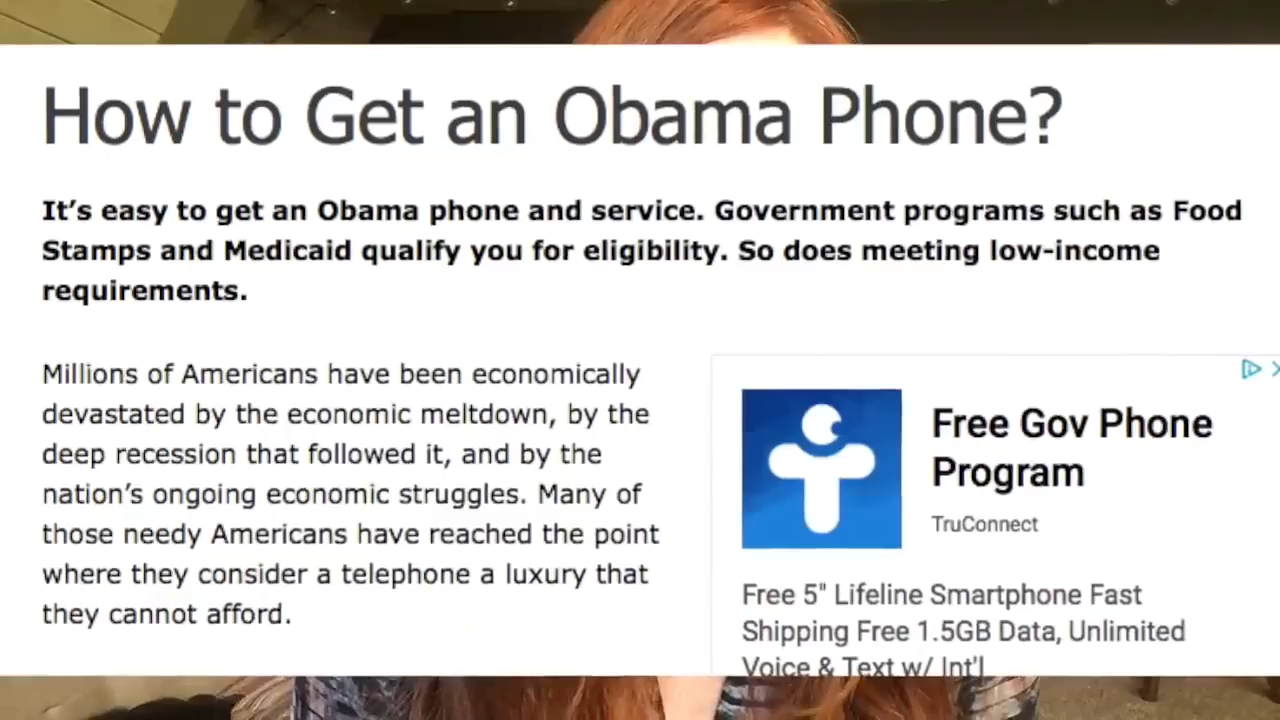 How to Get an Obama Phone?
It’s easy to get an Obama phone and service. Government programs such as Food
Stamps and Medicaid qualify you for eligibility. So does meeting low-income
requirements.
Millions of Americans have been economically
devastated by the economic meltdown, by the
deep recession that followed it, and by the
nation’s ongoing economic struggles. Many of
those needy Americans have reached the point
where they consider a telephone a luxury that
they cannot afford.
Free Gov Phone
Program
TruConnect
Free 5" Lifeline Smartphone Fast
Shipping Free 1.5GB Data, Unlimited
Voice & Text w/ Int'l